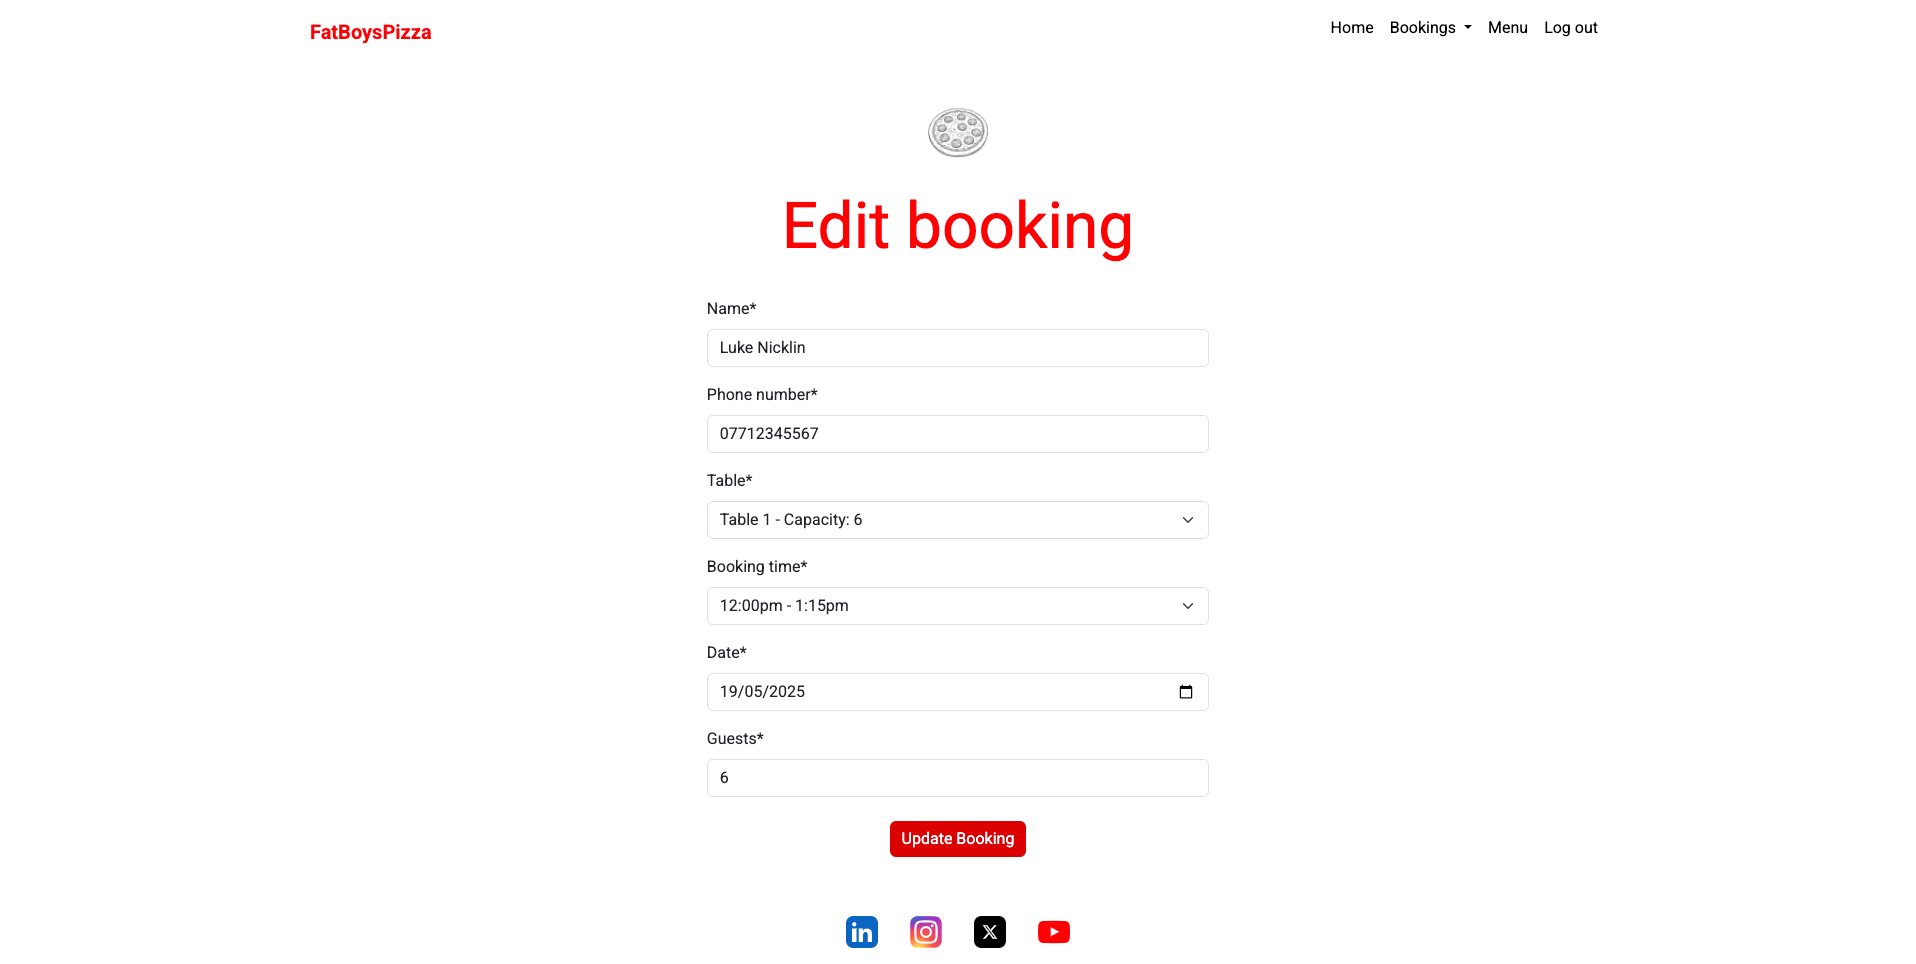 FatBoysPizza
Home Bookings Menu Log out
Edit booking
Name*
Luke Nicklin
Phone number*
07712345567
Table*
Table 1 - Capacity: 6
Booking time*
12:00pm - 1:15pm
Date*
19/05/2025
Guests*
6
Update Booking